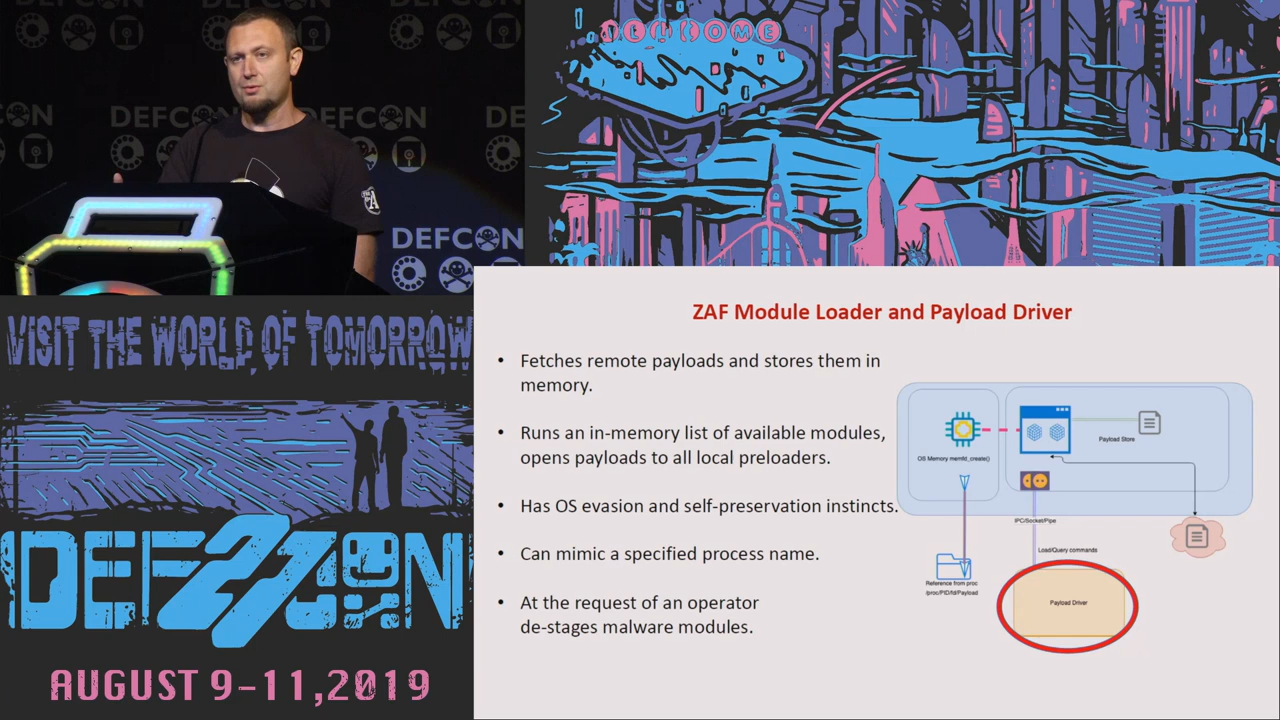 DEFCON
DEFCON
DEFCON
WELCOME
VISIT THE WORLD OF TOMORROW
DEF27CON
AUGUST 9-11,2019
ZAF Module Loader and Payload Driver
• Fetches remote payloads and stores them in
memory.
• Runs an in-memory list of available modules,
opens payloads to all local preloaders.
• Has OS evasion and self-preservation instincts.
• Can mimic a specified process name.
• At the request of an operator
de-stages malware modules.
OS Memory memfd_create()
Payload Store
IPC/Socket/Pipe
Load/Query commands
Reference from proc
/proc/PID/fd/Payload
Payload Driver